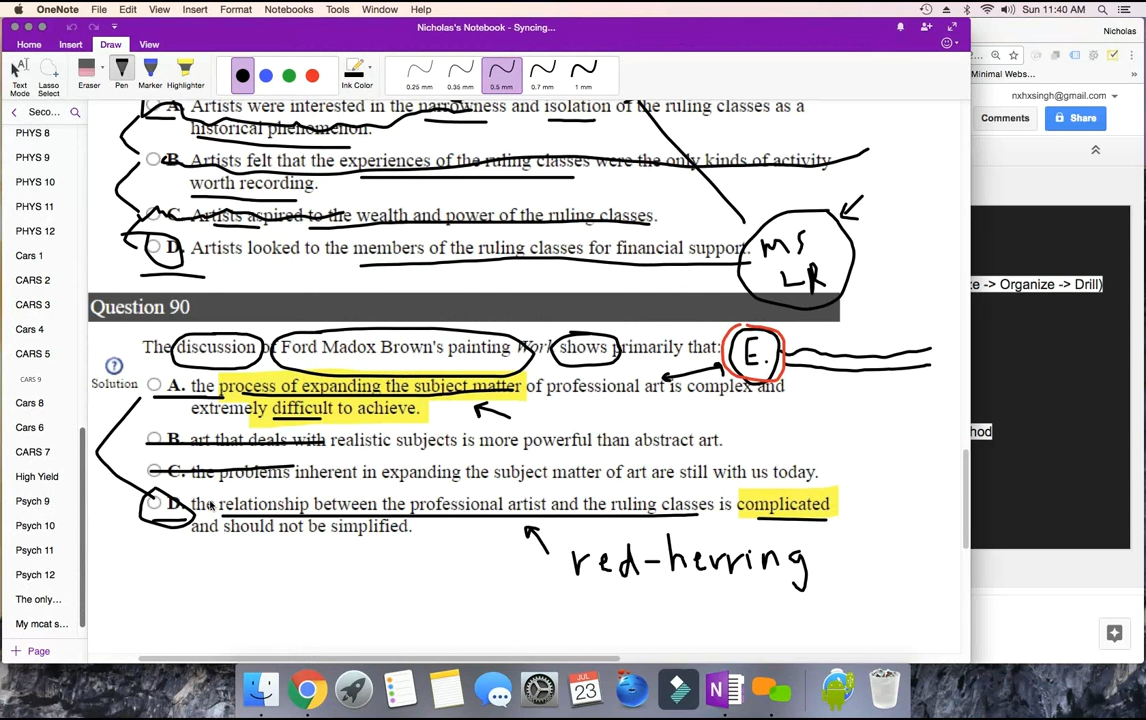 OneNote File Edit View Insert Format Notebooks Tools Window Help Sun 11:40 AM Nicholas
Nicholas's Notebook - Syncing...
Nicholas
Home Insert Draw View
Minimal Webs... »
Text Mode
Lasso Select
Eraser
Pen
Marker
Highlighter
0.25 mm
0.35 mm
0.5 mm
0.7 mm
1 mm
Ink Color
nxhxsingh@gmail.com
Comments
Share
Seco...
PHYS 8
PHYS 9
PHYS 10
PHYS 11
PHYS 12
Cars 1
CARS 2
CARS 3
Cars 4
CARS 5
CARS 9
Cars 8
Cars 6
CARS 7
High Yield
Psych 9
Psych 10
Psych 11
Psych 12
The only...
My mcat s...
+ Page
A. Artists were interested in the narrowness and isolation of the ruling classes as a
historical phenomenon.
B. Artists felt that the experiences of the ruling classes were the only kinds of activity
worth recording.
C. Artists aspired to the wealth and power of the ruling classes.
D. Artists looked to the members of the ruling classes for financial support.
MS
LR
Question 90
The discussion of Ford Madox Brown's painting Work shows primarily that:
E.
Solution
A. the process of expanding the subject matter of professional art is complex and
extremely difficult to achieve.
B. art that deals with realistic subjects is more powerful than abstract art.
C. the problems inherent in expanding the subject matter of art are still with us today.
D. the relationship between the professional artist and the ruling classes is complicated
and should not be simplified.
red-herring
ze -> Organize -> Drill)
hod
JUL
23